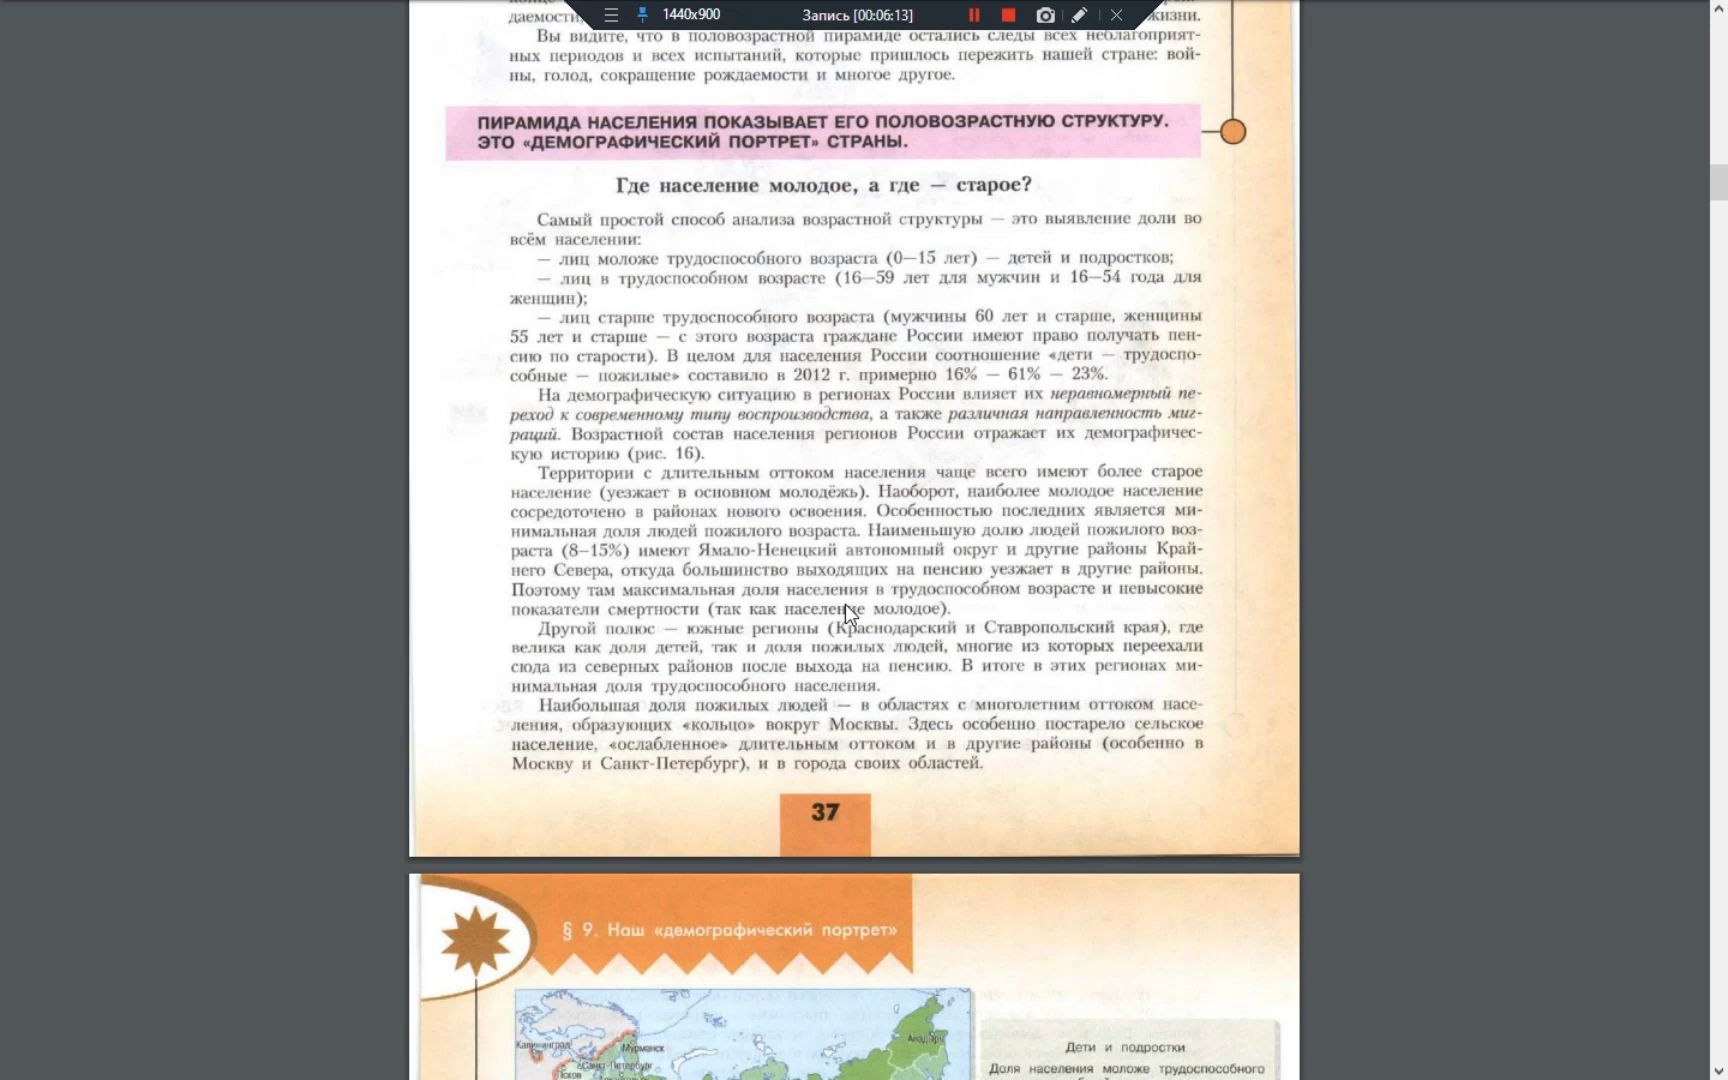 1440x900
Запись [00:06:13]
даемости,
жизни.
Вы видите, что в половозрастной пирамиде остались следы всех неблагоприят-
ных периодов и всех испытаний, которые пришлось пережить нашей стране: вой-
ны, голод, сокращение рождаемости и многое другое.
ПИРАМИДА НАСЕЛЕНИЯ ПОКАЗЫВАЕТ ЕГО ПОЛОВОЗРАСТНУЮ СТРУКТУРУ.
ЭТО «ДЕМОГРАФИЧЕСКИЙ ПОРТРЕТ» СТРАНЫ.
Где население молодое, а где — старое?
Самый простой способ анализа возрастной структуры — это выявление доли во
всём населении:
— лиц моложе трудоспособного возраста (0—15 лет) — детей и подростков;
— лиц в трудоспособном возрасте (16—59 лет для мужчин и 16—54 года для
женщин);
— лиц старше трудоспособного возраста (мужчины 60 лет и старше, женщины
55 лет и старше — с этого возраста граждане России имеют право получать пен-
сию по старости). В целом для населения России соотношение «дети — трудоспо-
собные — пожилые» составило в 2012 г. примерно 16% — 61% — 23%.
На демографическую ситуацию в регионах России влияет их неравномерный пе-
реход к современному типу воспроизводства, а также различная направленность миг-
раций. Возрастной состав населения регионов России отражает их демографичес-
кую историю (рис. 16).
Территории с длительным оттоком населения чаще всего имеют более старое
население (уезжает в основном молодёжь). Наоборот, наиболее молодое население
сосредоточено в районах нового освоения. Особенностью последних является ми-
нимальная доля людей пожилого возраста. Наименьшую долю людей пожилого воз-
раста (8—15%) имеют Ямало-Ненецкий автономный округ и другие районы Край-
него Севера, откуда большинство выходящих на пенсию уезжает в другие районы.
Поэтому там максимальная доля населения в трудоспособном возрасте и невысокие
показатели смертности (так как население молодое).
Другой полюс — южные регионы (Краснодарский и Ставропольский края), где
велика как доля детей, так и доля пожилых людей, многие из которых переехали
сюда из северных районов после выхода на пенсию. В итоге в этих регионах ми-
нимальная доля трудоспособного населения.
Наибольшая доля пожилых людей — в областях с многолетним оттоком насе-
ления, образующих «кольцо» вокруг Москвы. Здесь особенно постарело сельское
население, «ослабленное» длительным оттоком и в другие районы (особенно в
Москву и Санкт-Петербург), и в города своих областей.
37
§ 9. Наш «демографический портрет»
Калининград
Мурманск
Анадырь
Санкт-Петербург
Псков
Дети и подростки
Доля населения моложе трудоспособного